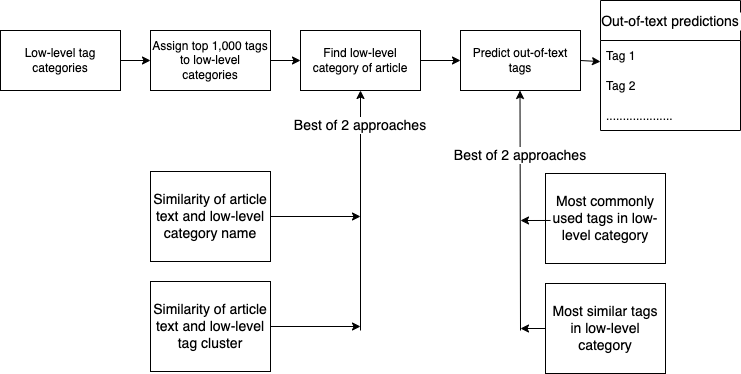 Out-of-text predictions
Low-level tag
categories
Assign top 1,000 tags
to low-level
categories
Find low-level
category of article
Predict out-of-text
tags
Tag 1
Tag 2
....................
Best of 2 approaches
Best of 2 approaches
Similarity of article
text and low-level
category name
Most commonly
used tags in low-
level category
Similarity of article
text and low-level
tag cluster
Most similar tags
in low-level
category